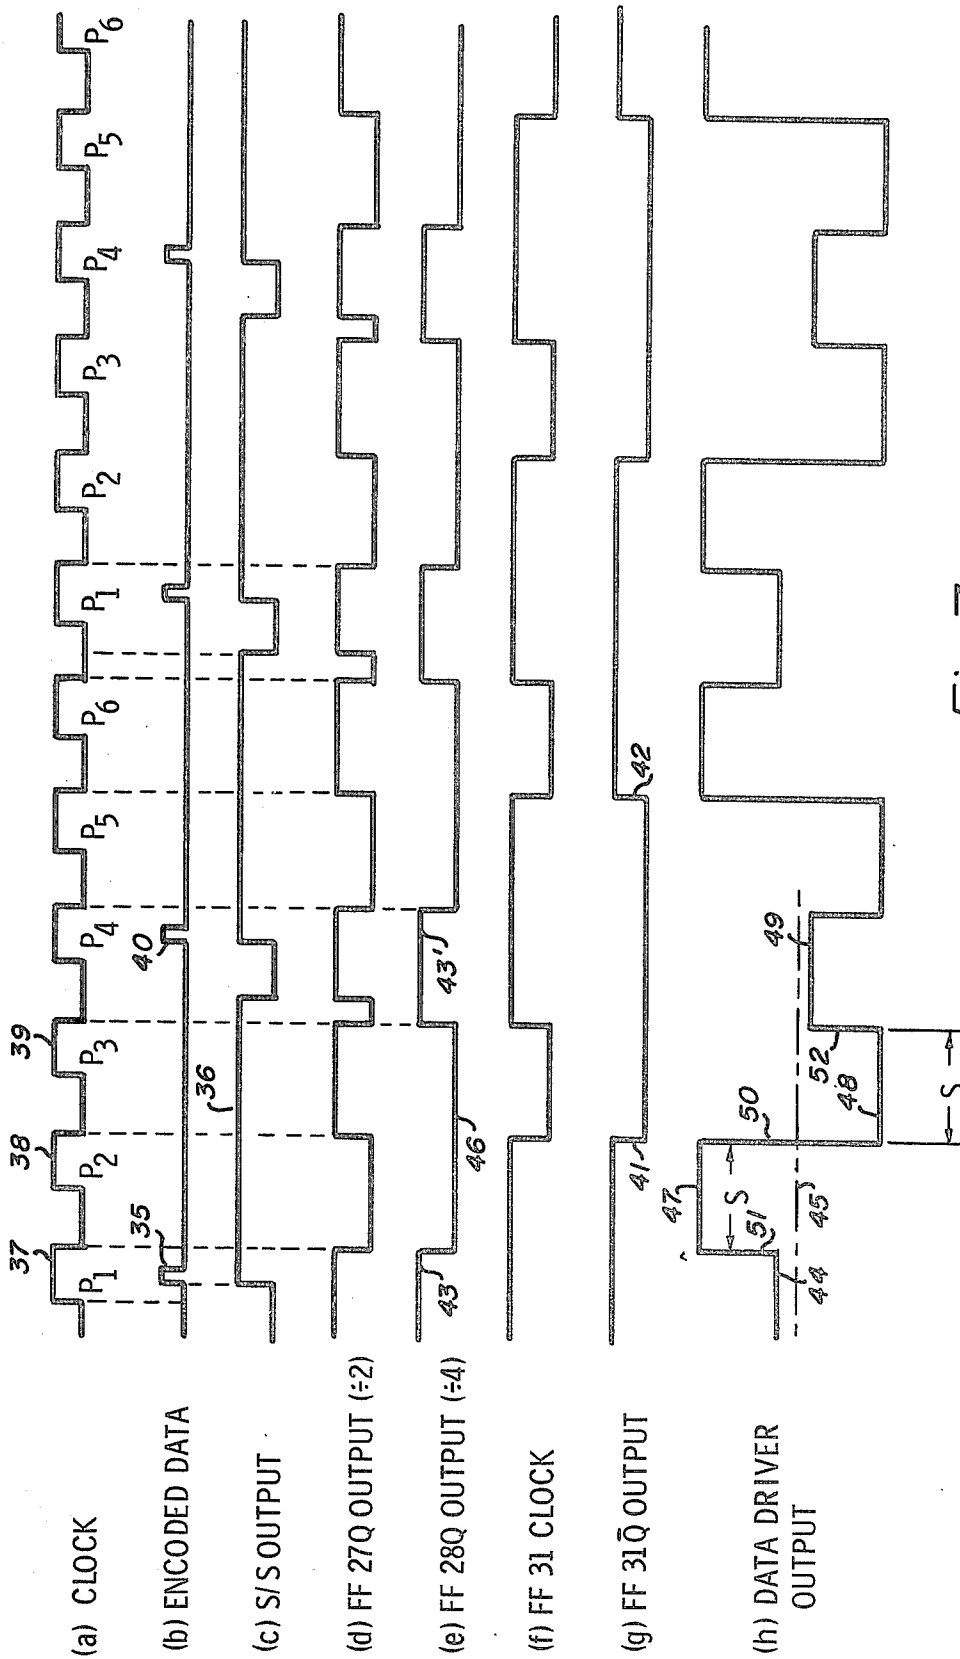 (a) CLOCK
37
38
39
P1
P2
P3
P4
P5
P6
P1
P2
P3
P4
P5
P6
(b) ENCODED DATA
35
40
(c) S/S OUTPUT
36
(d) FF 27Q OUTPUT (÷2)
(e) FF 28Q OUTPUT (÷4)
43
46
43'
(f) FF 31 CLOCK
(g) FF 31Q̄ OUTPUT
41
42
(h) DATA DRIVER
OUTPUT
44
51
S
47
45
50
48
52
49
S